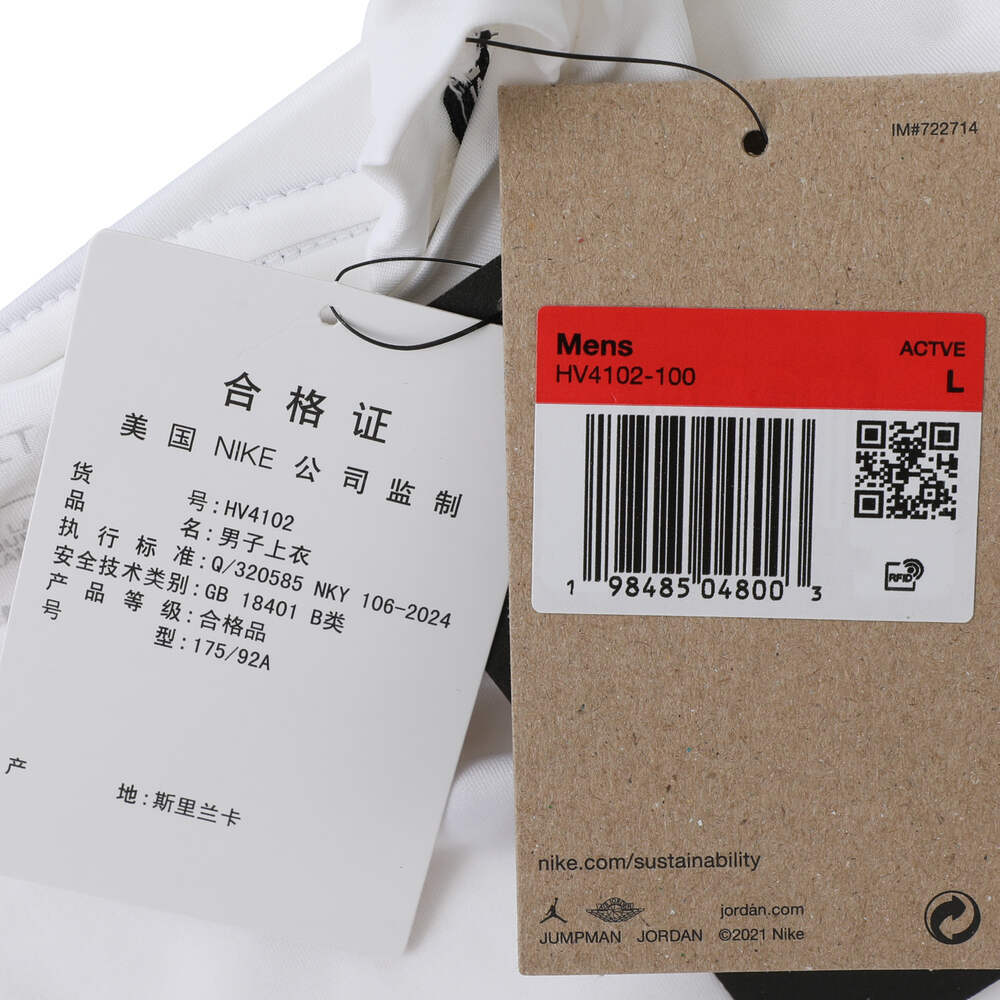 合格证
美国 NIKE 公司监制
货 号:HV4102
品 名:男子上衣
执行标准:Q/320585 NKY 106-2024
安全技术类别:GB 18401 B类
产品等级:合格品
号 型:175/92A
产 地:斯里兰卡
IM#722714
Mens
ACTVE
HV4102-100
L
1 98485 04800 3
RFID
nike.com/sustainability
JUMPMAN JORDAN
jordan.com
©2021 Nike